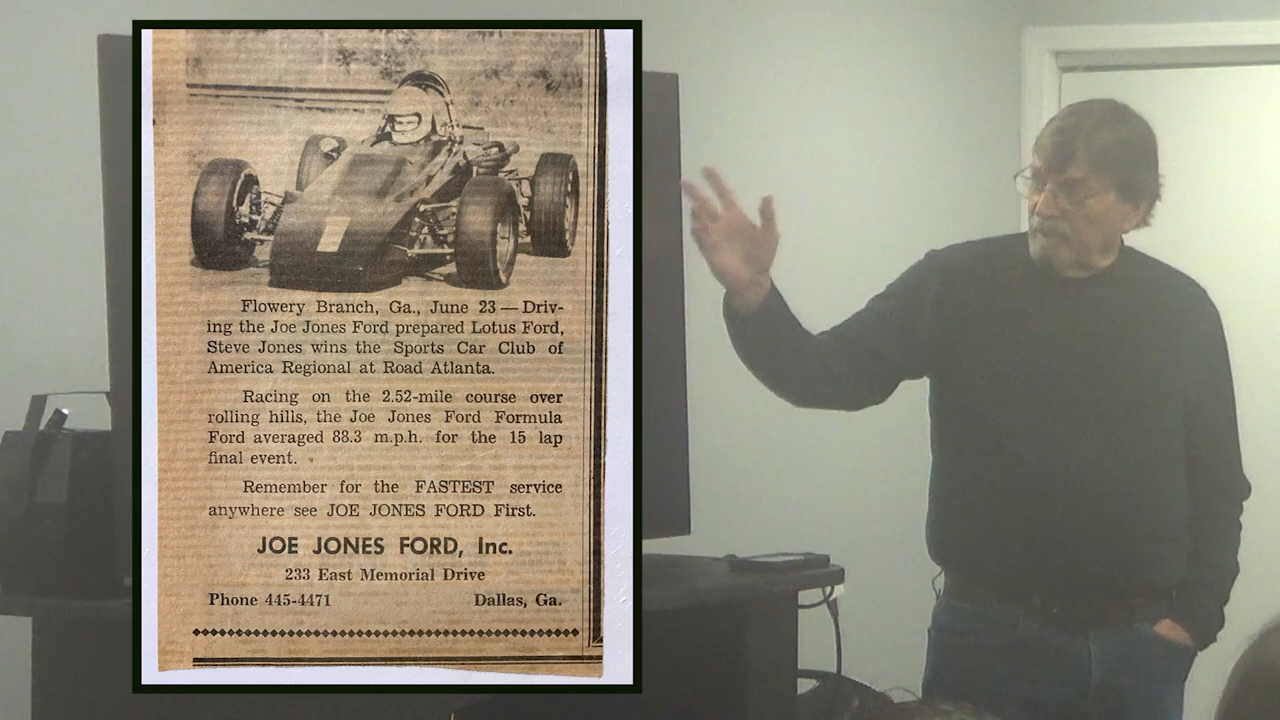 Flowery Branch, Ga., June 23 — Driv-
ing the Joe Jones Ford prepared Lotus Ford,
Steve Jones wins the Sports Car Club of
America Regional at Road Atlanta.
Racing on the 2.52-mile course over
rolling hills, the Joe Jones Ford Formula
Ford averaged 88.3 m.p.h. for the 15 lap
final event.
Remember for the FASTEST service
anywhere see JOE JONES FORD First.
JOE JONES FORD, Inc.
233 East Memorial Drive
Phone 445-4471 Dallas, Ga.